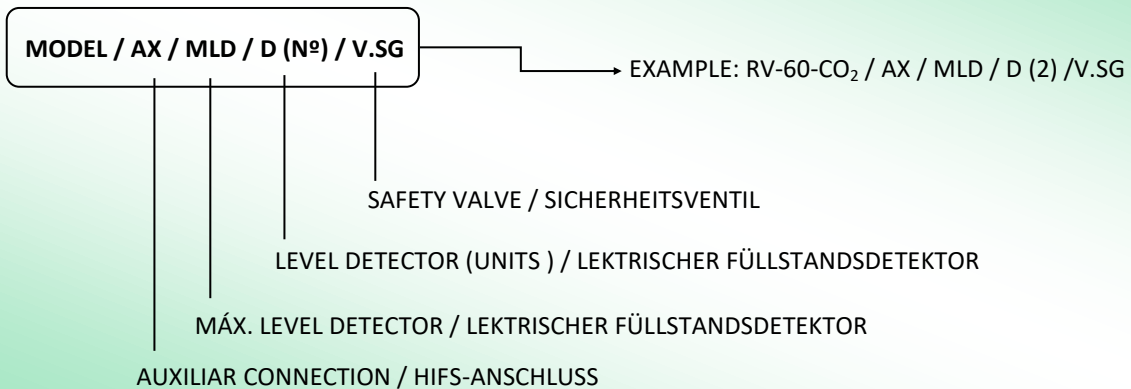 MODEL / AX / MLD / D (Nº) / V.SG
EXAMPLE: RV-60-CO₂ / AX / MLD / D (2) /V.SG
SAFETY VALVE / SICHERHEITSVENTIL
LEVEL DETECTOR (UNITS ) / LEKTRISCHER FÜLLSTANDSDETEKTOR
MÁX. LEVEL DETECTOR / LEKTRISCHER FÜLLSTANDSDETEKTOR
AUXILIAR CONNECTION / HIFS-ANSCHLUSS